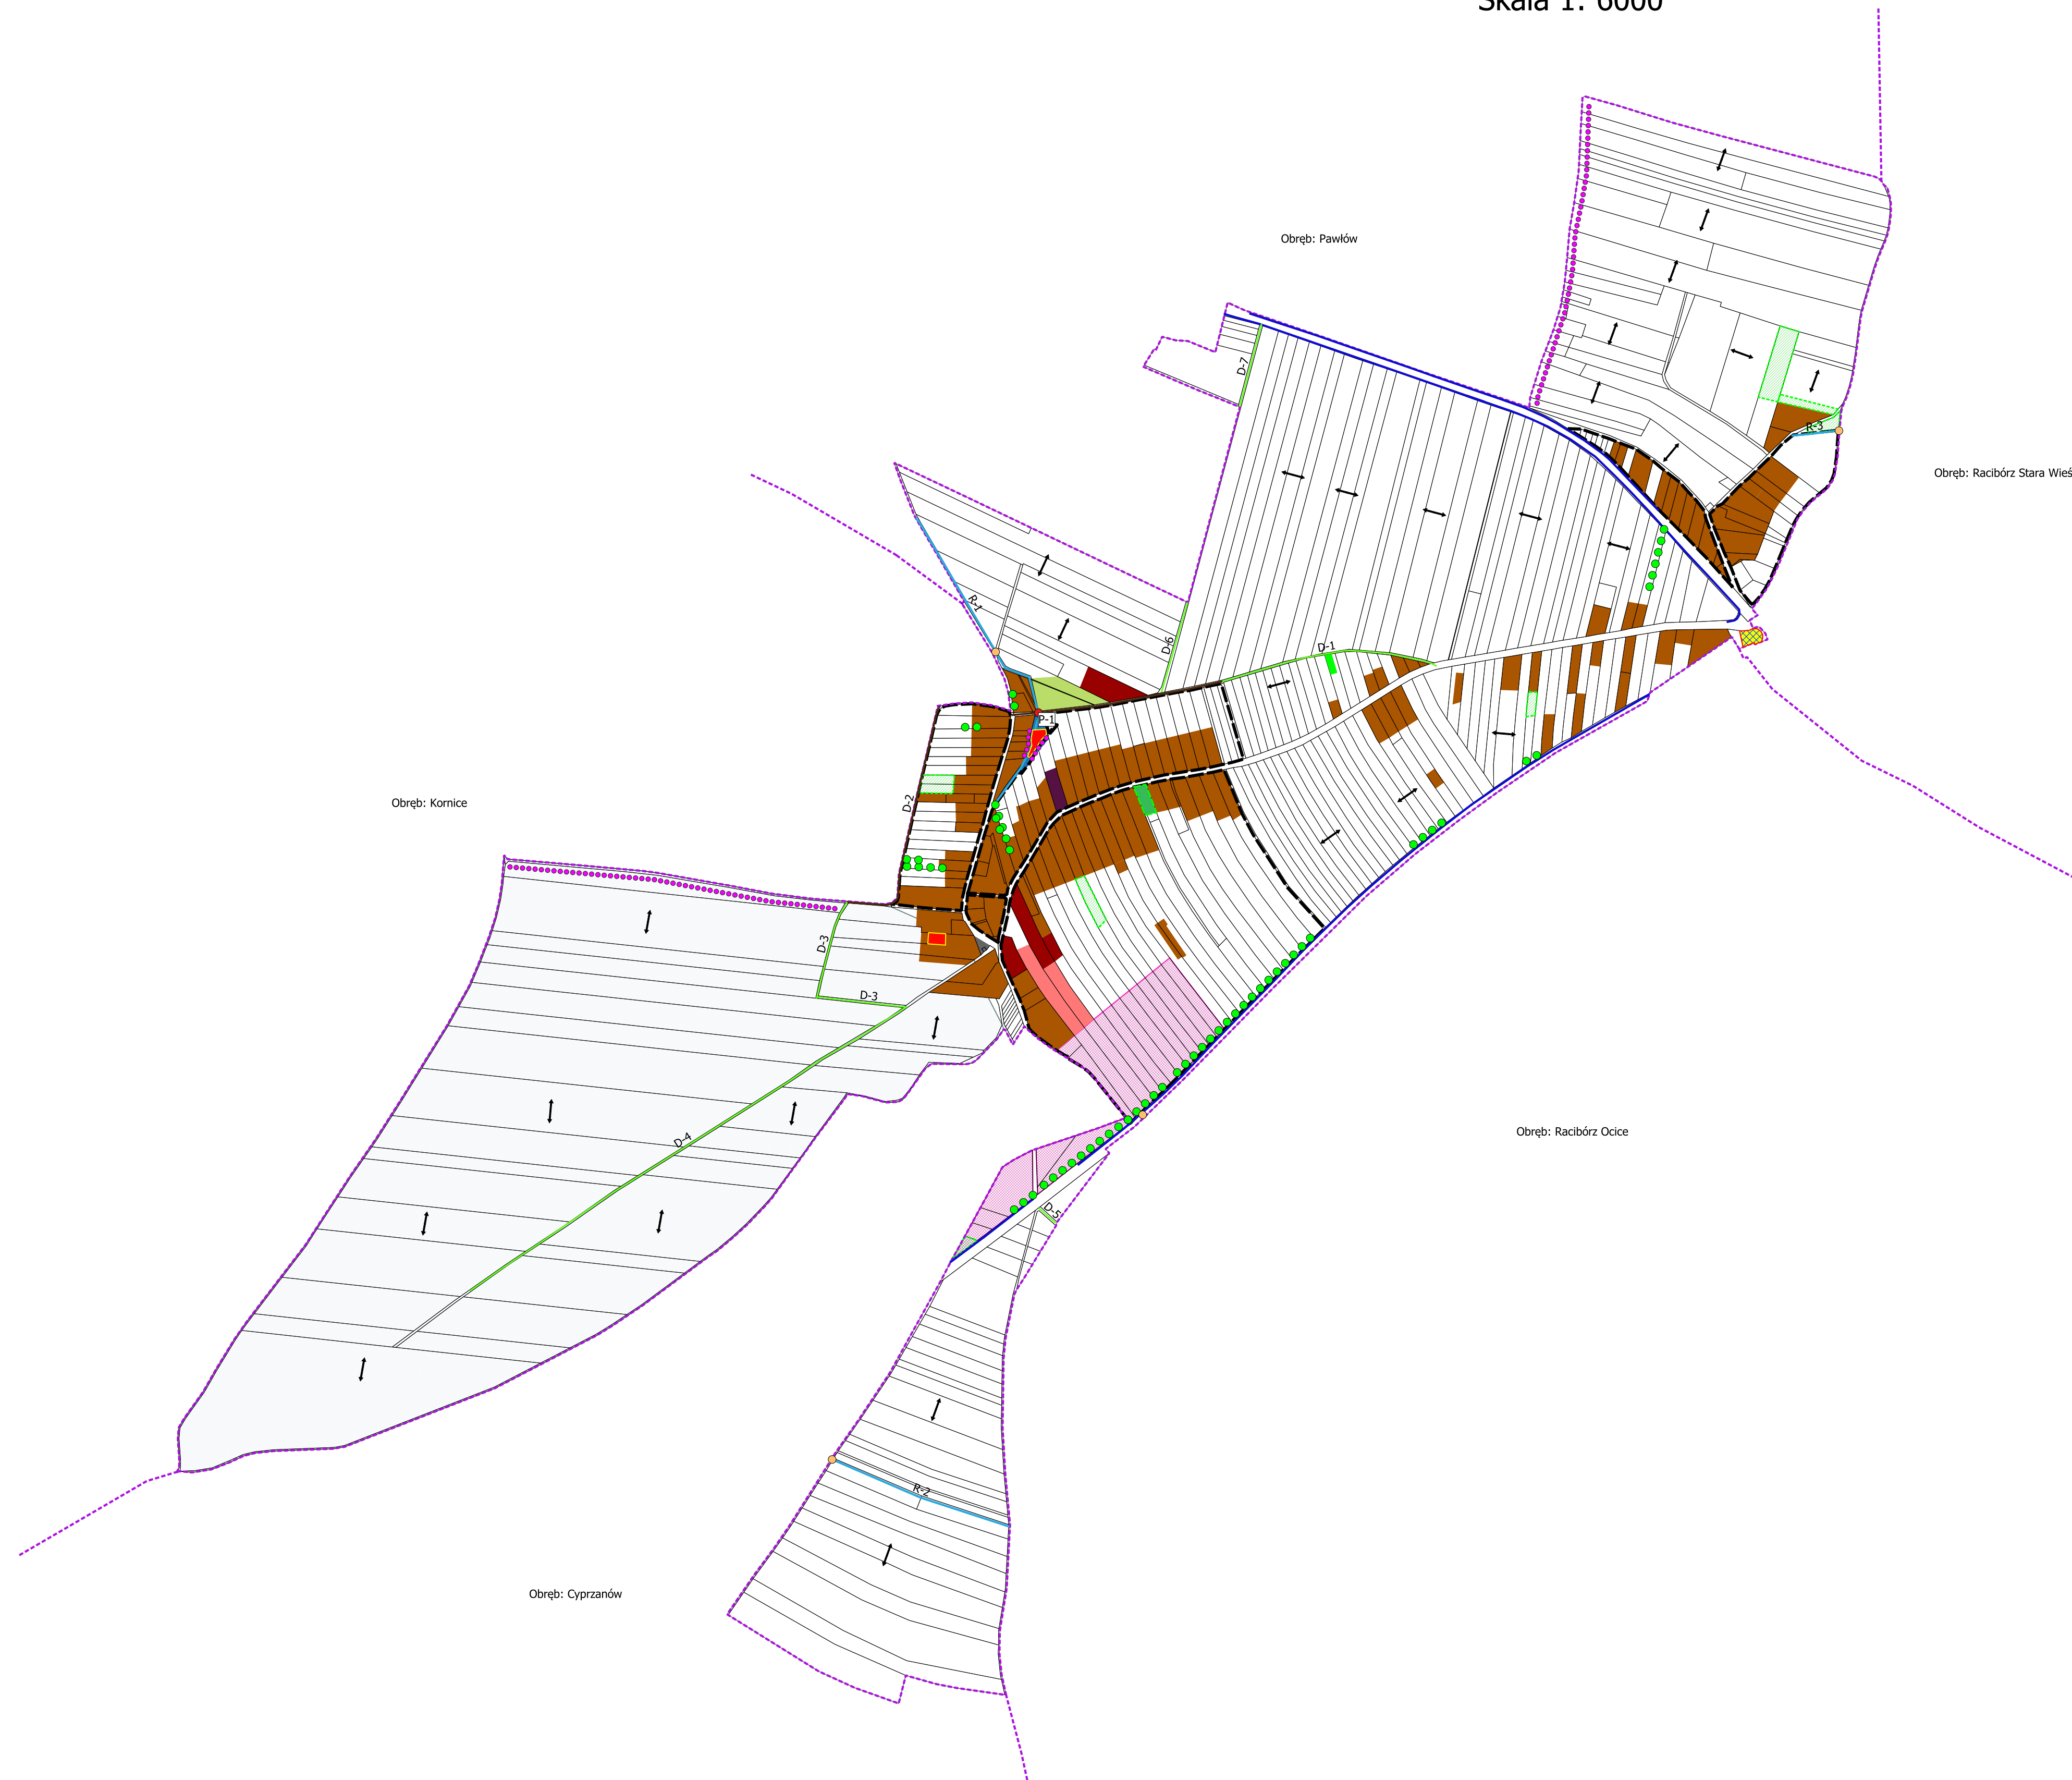 Skala 1: 6000
Obręb: Pawłów
D-7
R-3
Obręb: Racibórz Stara Wieś
R-1
D-6
D-1
P-1
D-2
Obręb: Kornice
D-3
D-3
D-4
Obręb: Racibórz Ocice
D-5
R-2
Obręb: Cyprzanów